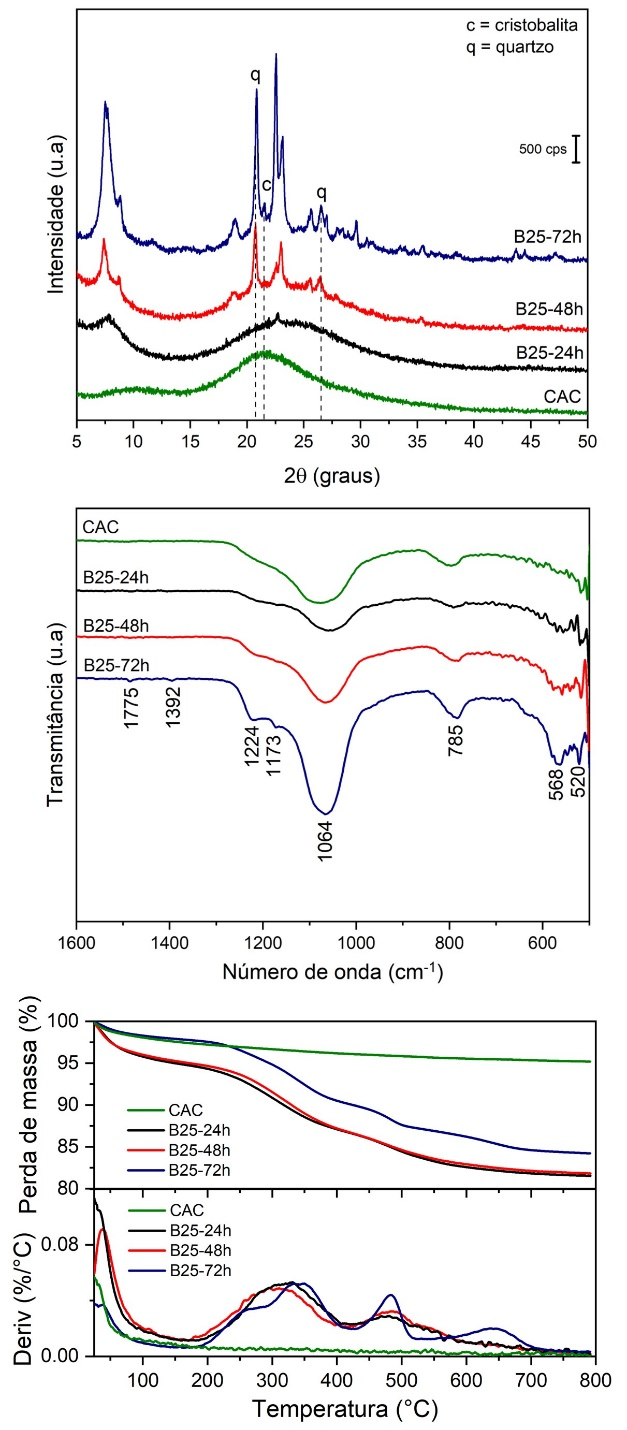 c = cristobalita
q = quartzo
q
c
q
500 cps
B25-72h
B25-48h
B25-24h
CAC
Intensidade (u.a)
5 10 15 20 25 30 35 40 45 50
2θ (graus)
CAC
B25-24h
B25-48h
B25-72h
1775
1392
1224
1173
1064
785
568
520
Transmitância (u.a)
1600 1400 1200 1000 800 600
Número de onda (cm-1)
100
95
90
85
80
Perda de massa (%)
CAC
B25-24h
B25-48h
B25-72h
CAC
B25-24h
B25-48h
B25-72h
0.08
0.00
Deriv (%/°C)
100 200 300 400 500 600 700 800
Temperatura (°C)